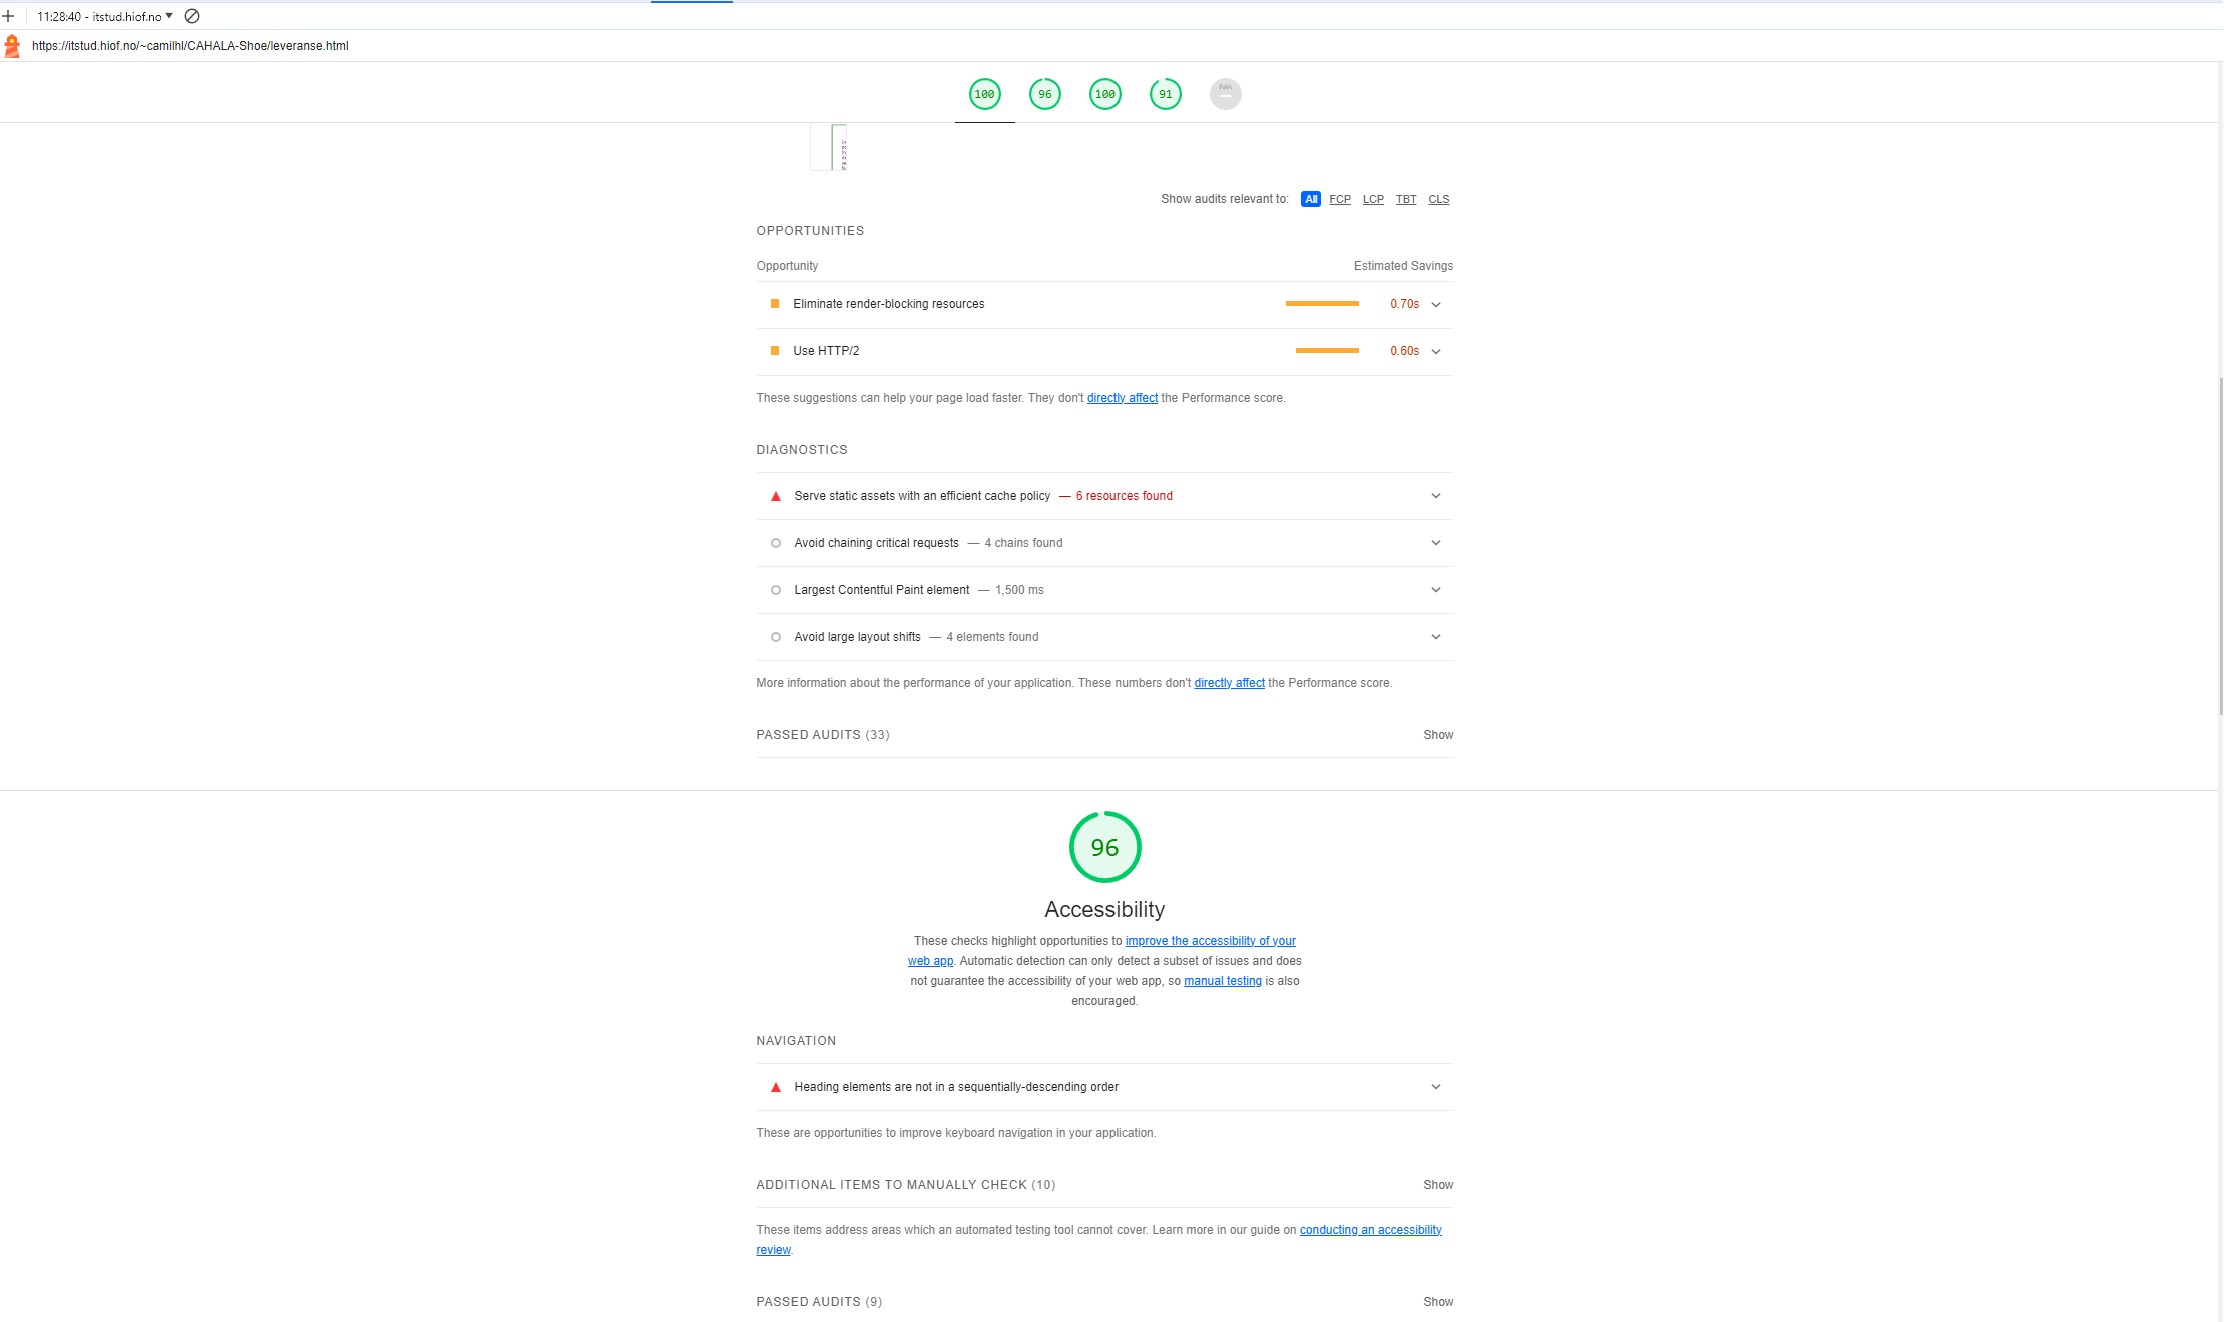 11:28:40 - itstud.hiof.no
https://itstud.hiof.no/~camilhl/CAHALA-Shoe/leveranse.html
100 96 100 91
Show audits relevant to: All FCP LCP TBT CLS
OPPORTUNITIES
Opportunity Estimated Savings
Eliminate render-blocking resources 0.70s
Use HTTP/2 0.60s
These suggestions can help your page load faster. They don't directly affect the Performance score.
DIAGNOSTICS
Serve static assets with an efficient cache policy — 6 resources found
Avoid chaining critical requests — 4 chains found
Largest Contentful Paint element — 1,500 ms
Avoid large layout shifts — 4 elements found
More information about the performance of your application. These numbers don't directly affect the Performance score.
PASSED AUDITS (33) Show
96
Accessibility
These checks highlight opportunities to improve the accessibility of your
web app. Automatic detection can only detect a subset of issues and does
not guarantee the accessibility of your web app, so manual testing is also
encouraged.
NAVIGATION
Heading elements are not in a sequentially-descending order
These are opportunities to improve keyboard navigation in your application.
ADDITIONAL ITEMS TO MANUALLY CHECK (10) Show
These items address areas which an automated testing tool cannot cover. Learn more in our guide on conducting an accessibility
review.
PASSED AUDITS (9) Show